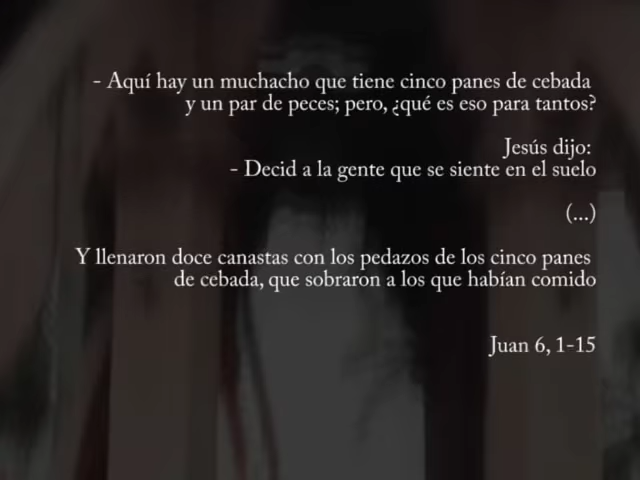 - Aquí hay un muchacho que tiene cinco panes de cebada
y un par de peces; pero, ¿qué es eso para tantos?
Jesús dijo:
- Decid a la gente que se siente en el suelo
(...)
Y llenaron doce canastas con los pedazos de los cinco panes
de cebada, que sobraron a los que habían comido
Juan 6, 1-15